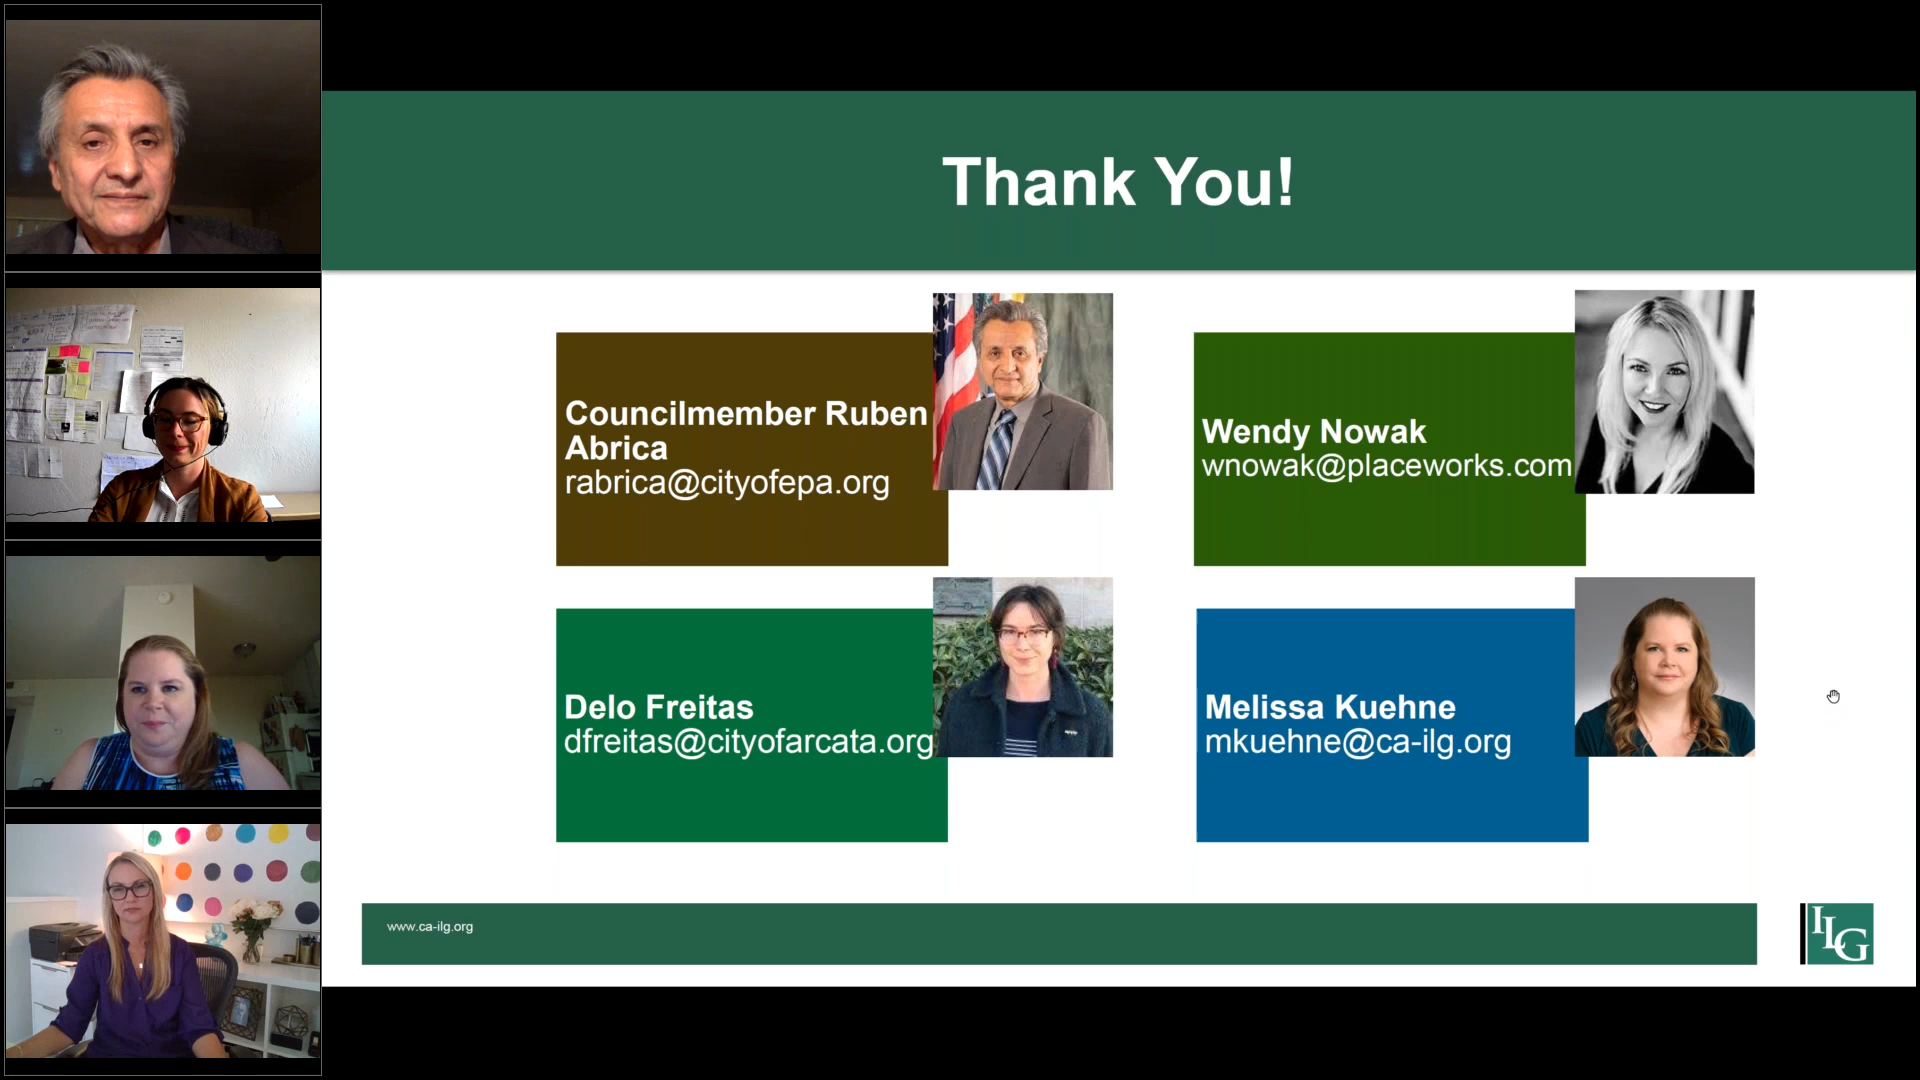 Thank You!
Councilmember Ruben
Abrica
rabrica@cityofepa.org
Wendy Nowak
wnowak@placeworks.com
Delo Freitas
dfreitas@cityofarcata.org
Melissa Kuehne
mkuehne@ca-ilg.org
www.ca-ilg.org
ILG